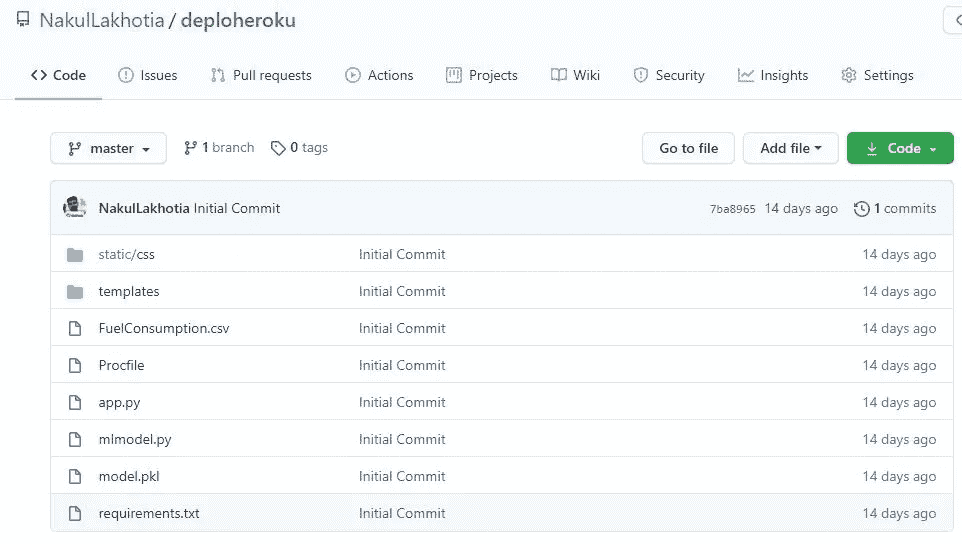 NakulLakhotia / deploheroku
Code Issues Pull requests Actions Projects Wiki Security Insights Settings
master 1 branch 0 tags Go to file Add file Code
NakulLakhotia Initial Commit 7ba8965 14 days ago 1 commits
static/css Initial Commit 14 days ago
templates Initial Commit 14 days ago
FuelConsumption.csv Initial Commit 14 days ago
Procfile Initial Commit 14 days ago
app.py Initial Commit 14 days ago
mlmodel.py Initial Commit 14 days ago
model.pkl Initial Commit 14 days ago
requirements.txt Initial Commit 14 days ago